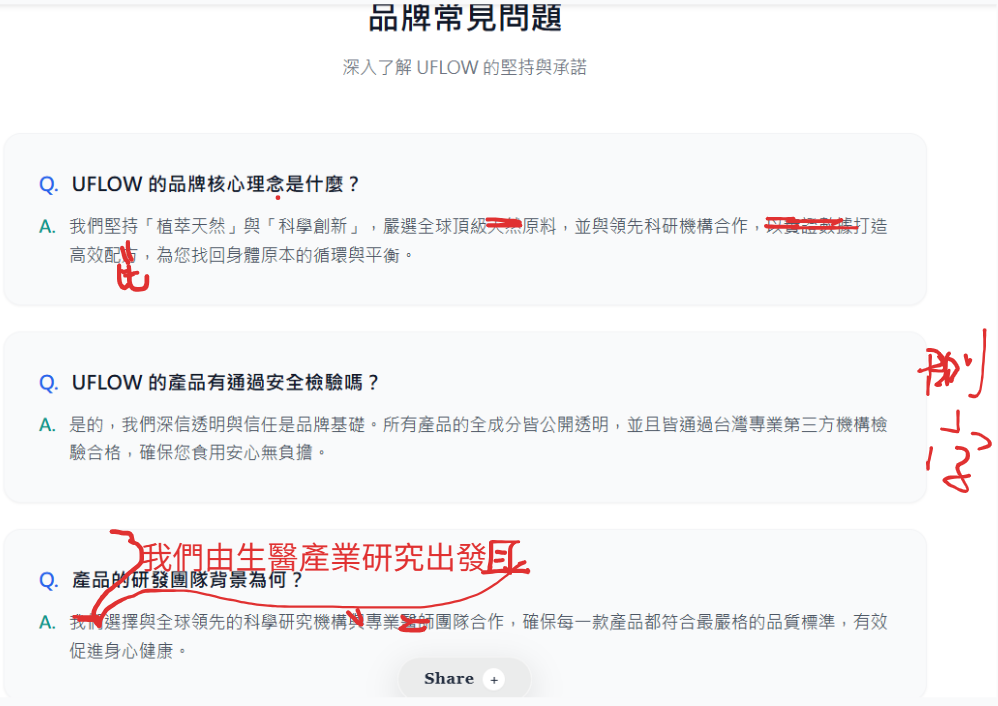 品牌常見問題
深入了解 UFLOW 的堅持與承諾
Q. UFLOW 的品牌核心理念是什麼？
A. 我們堅持「植萃天然」與「科學創新」，嚴選全球頂級天然原料，並與領先科研機構合作，以實證數據打造
高效配方，為您找回身體原本的循環與平衡。
Q. UFLOW 的產品有通過安全檢驗嗎？
A. 是的，我們深信透明與信任是品牌基礎。所有產品的全成分皆公開透明，並且皆通過台灣專業第三方機構檢
驗合格，確保您食用安心無負擔。
我們由生醫產業研究出發且
Q. 產品的研發團隊背景為何？
A. 我們選擇與全球領先的科學研究機構與專業醫師團隊合作，確保每一款產品都符合最嚴格的品質標準，有效
促進身心健康。
Share +